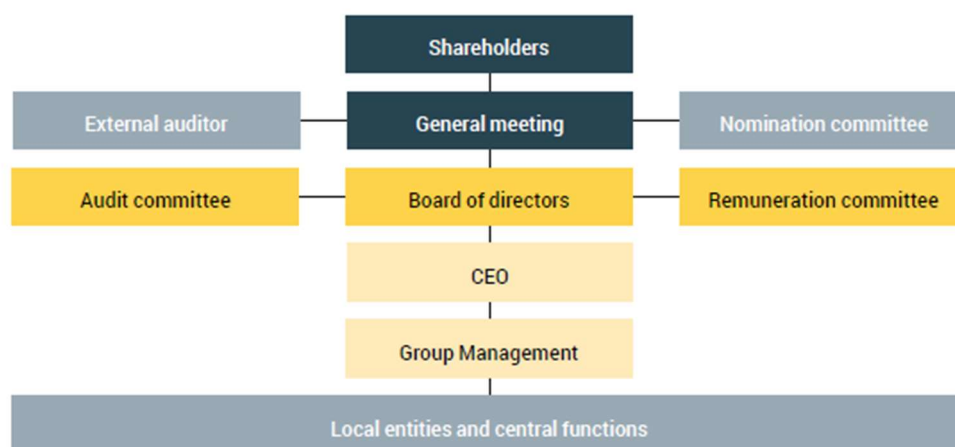 Shareholders
External auditor
General meeting
Nomination committee
Audit committee
Board of directors
Remuneration committee
CEO
Group Management
Local entities and central functions